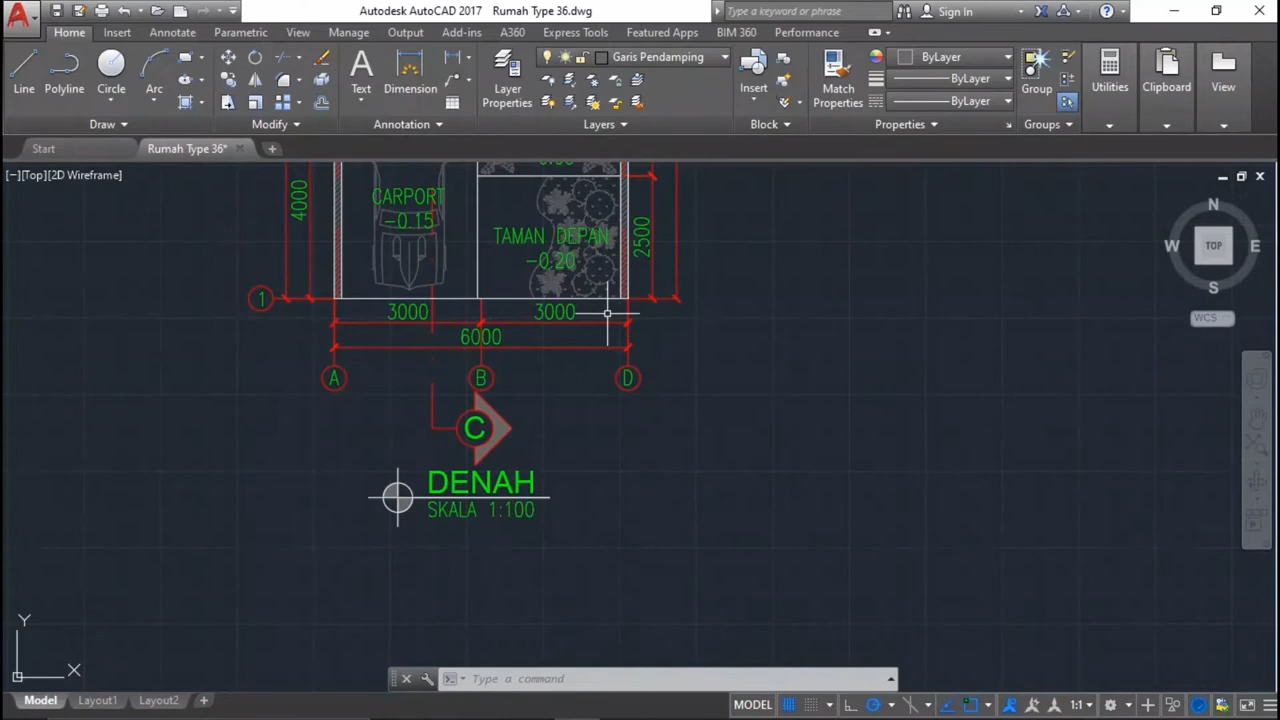 Autodesk AutoCAD 2017 Rumah Type 36.dwg
Type a keyword or phrase
Sign In
Home Insert Annotate Parametric View Manage Output Add-ins A360 Express Tools Featured Apps BIM 360 Performance
Line
Polyline
Circle
Arc
Text
Dimension
Layer
Properties
Garis Pendamping
Insert
Match
Properties
ByLayer
ByLayer
ByLayer
Group
Utilities
Clipboard
View
Draw
Modify
Annotation
Layers
Block
Properties
Groups
Start
Rumah Type 36*
[−][Top][2D Wireframe]
N
W
TOP
E
S
WCS
4000
CARPORT
-0.15
TAMAN DEPAN
-0.20
2500
1
3000
3000
6000
A
B
D
C
DENAH
SKALA 1:100
Y
X
Type a command
Model
Layout1
Layout2
MODEL
1:1